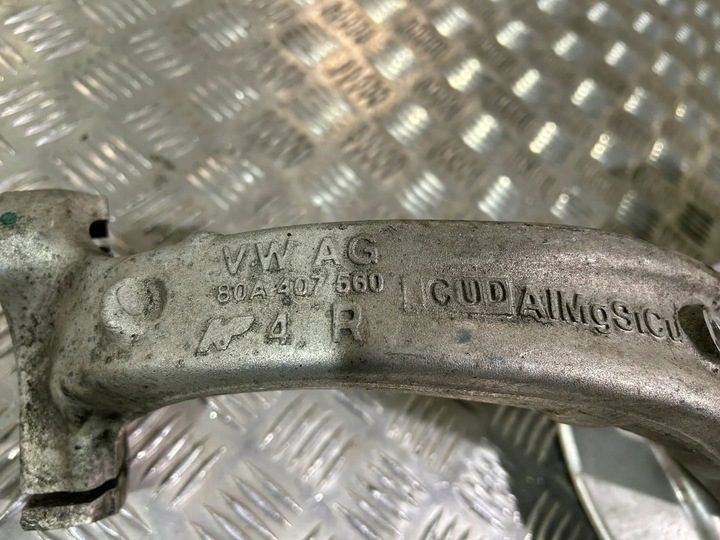 VW AG
80A 407 560
4 R
CUD AlMgSiCu